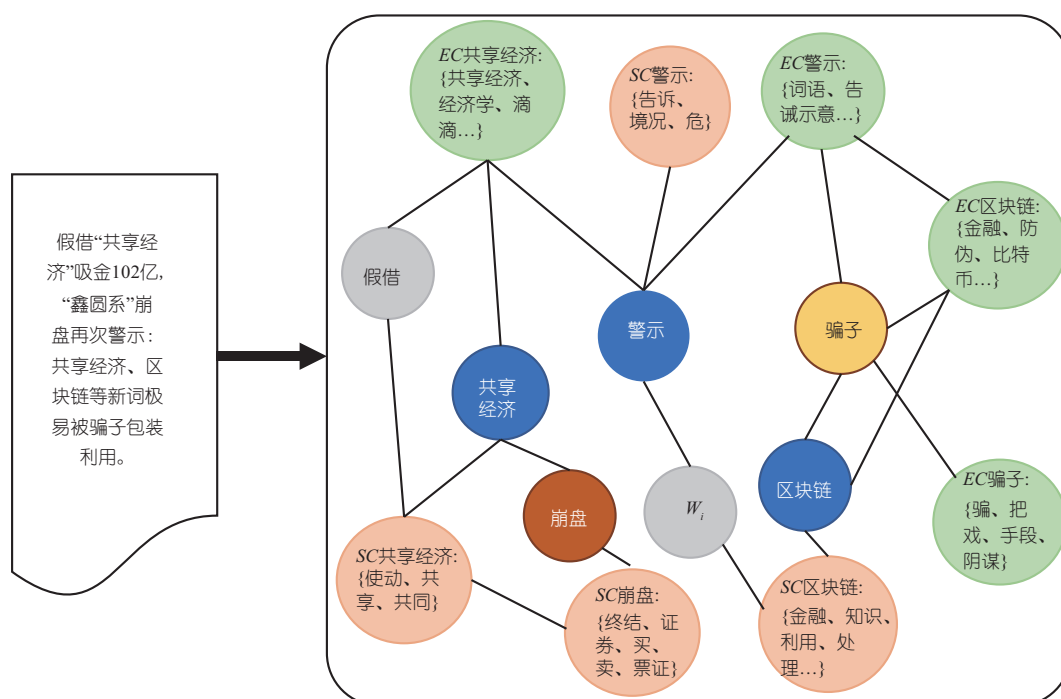 假借“共享经
济”吸金102亿,
“鑫圆系”崩
盘再次警示：
共享经济、区
块链等新词极
易被骗子包装
利用。
EC共享经济:
{共享经济、
经济学、滴
滴…}
SC警示:
{告诉、
境况、危}
EC警示:
{词语、告
诫示意…}
EC区块链:
{金融、防
伪、比特
币…}
假借
警示
骗子
共享
经济
崩盘
W_i
区块链
EC骗子:
{骗、把
戏、手段、
阴谋}
SC共享经济:
{使动、共
享、共同}
SC崩盘:
{终结、证
券、买、
卖、票证}
SC区块链:
{金融、知识、
利用、处
理…}